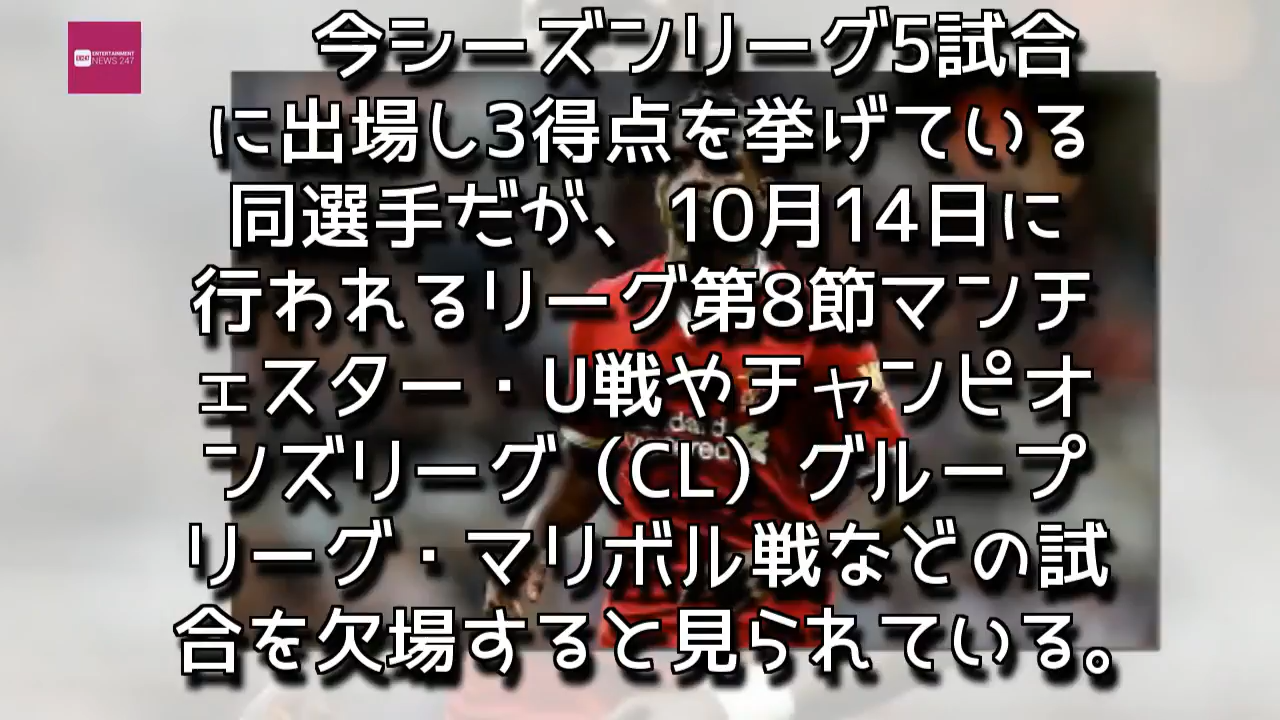 ENTERTAINMENT
NEWS 247
今シーズンリーグ5試合
に出場し3得点を挙げている
同選手だが、10月14日に
行われるリーグ第8節マンチ
ェスター・U戦やチャンピオ
ンズリーグ（CL）グループ
リーグ・マリボル戦などの試
合を欠場すると見られている。